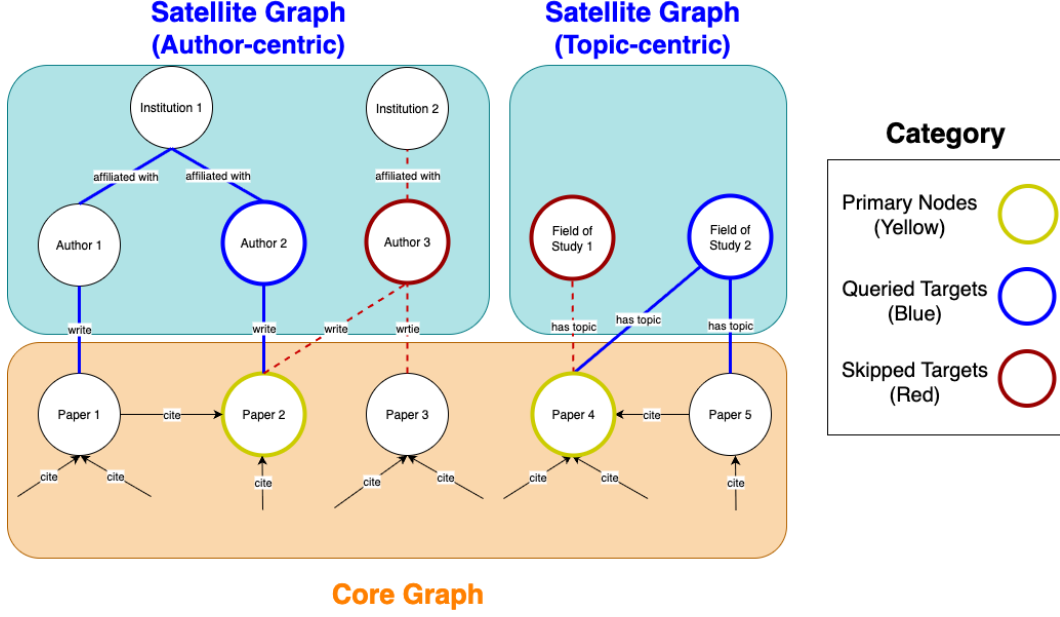 Satellite Graph
(Author-centric)
Satellite Graph
(Topic-centric)
Institution 1
Institution 2
affiliated with
affiliated with
affiliated with
Author 1
Author 2
Author 3
Field of
Study 1
Field of
Study 2
write
write
write
wrtie
has topic
has topic
has topic
Paper 1
cite
Paper 2
Paper 3
Paper 4
cite
Paper 5
cite
cite
cite
cite
cite
cite
cite
cite
Core Graph
Category
Primary Nodes
(Yellow)
Queried Targets
(Blue)
Skipped Targets
(Red)